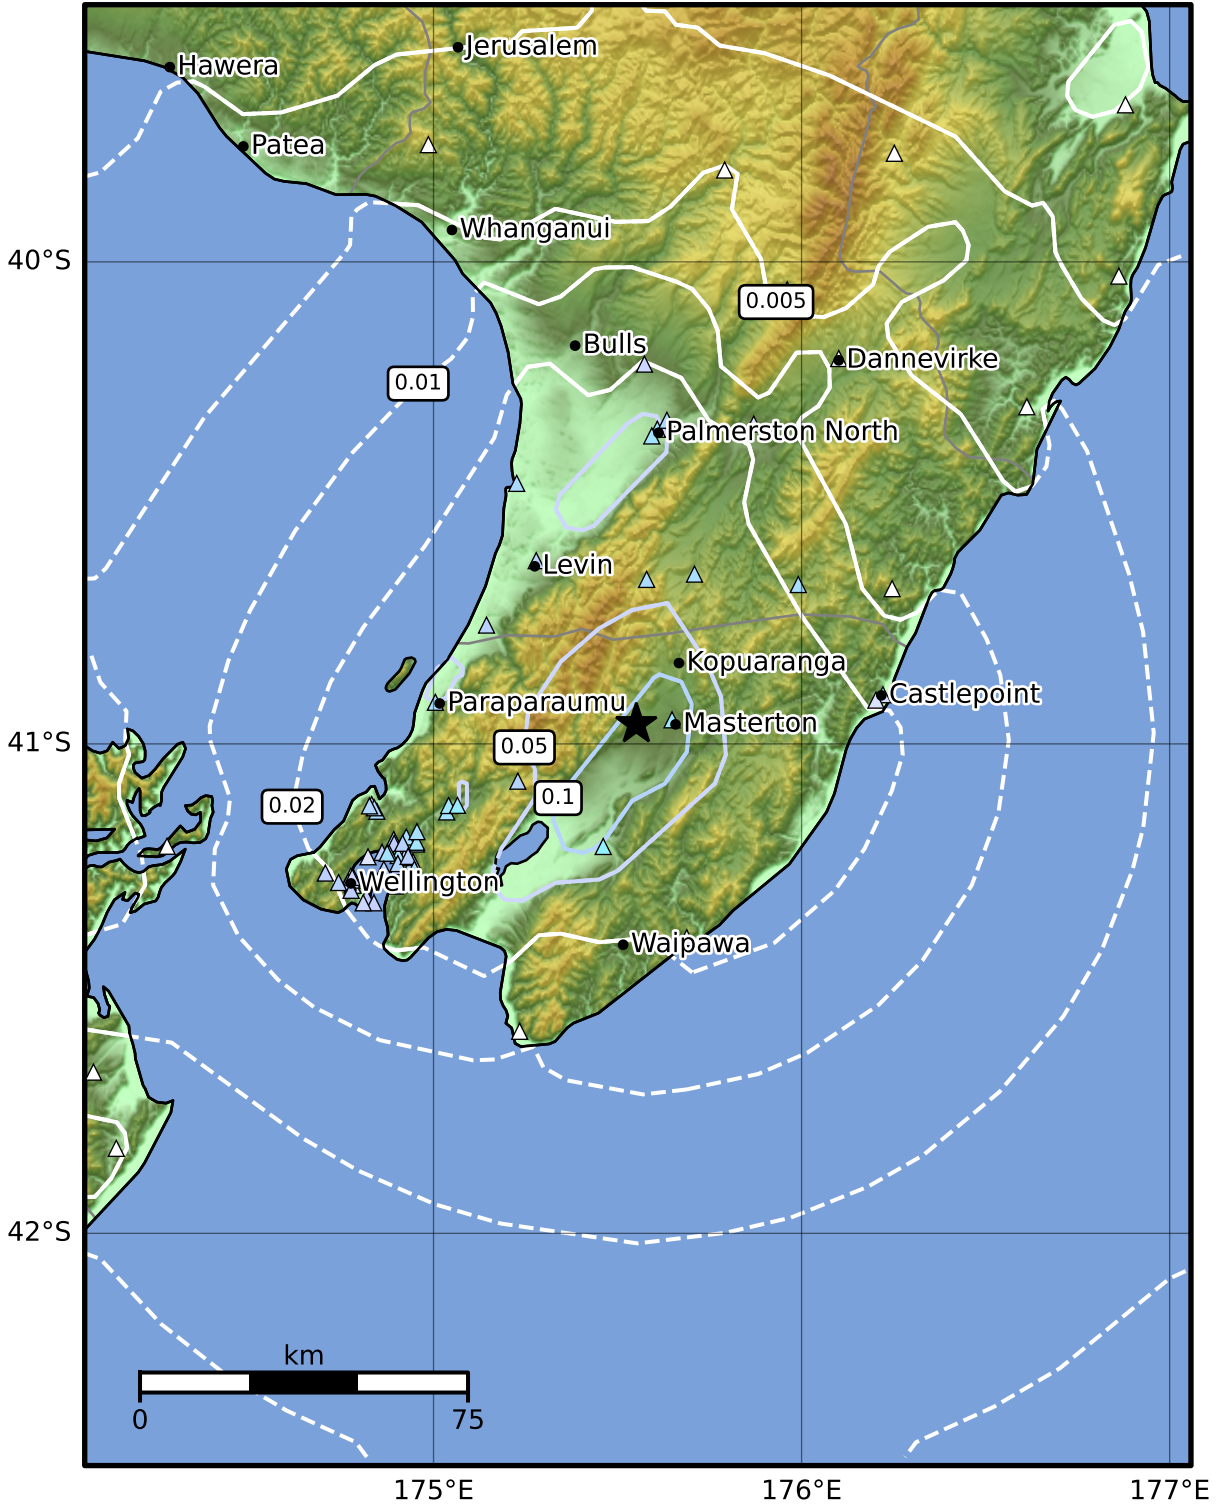 Jerusalem
Hawera
Patea
Whanganui
40°S
0.005
Bulls
Dannevirke
0.01
Palmerston North
Levin
Kopuaranga
Castlepoint
Paraparaumu
Masterton
41°S
0.05
0.1
0.02
Wellington
Waipawa
42°S
km
0
75
175°E
176°E
177°E